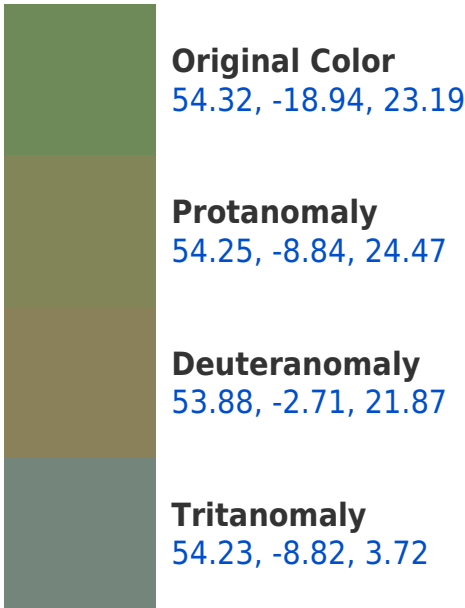 Original Color
54.32, -18.94, 23.19
Protanomaly
54.25, -8.84, 24.47
Deuteranomaly
53.88, -2.71, 21.87
Tritanomaly
54.23, -8.82, 3.72